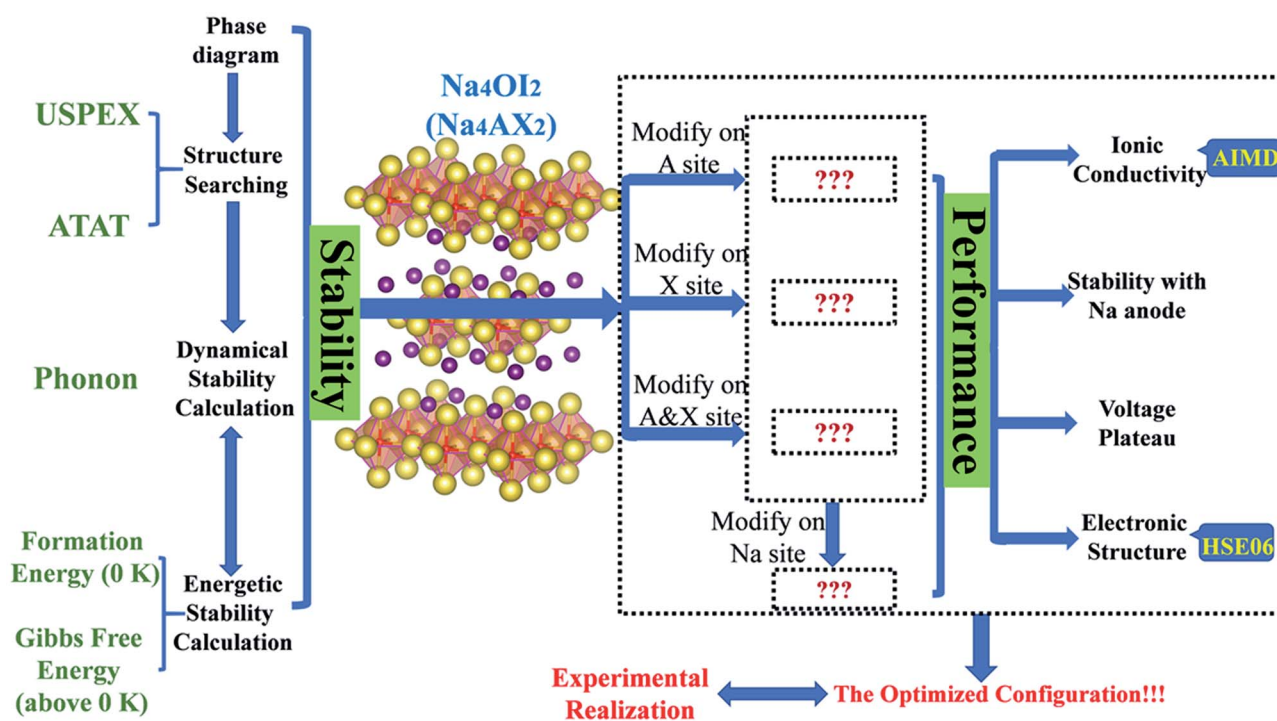 Phase
diagram
USPEX
Structure
Searching
ATAT
Phonon
Dynamical
Stability
Calculation
Formation
Energy (0 K)
Energetic
Stability
Calculation
Gibbs Free
Energy
(above 0 K)
Stability
Na₄OI₂
(Na₄AX₂)
Modify on
A site
???
Modify on
X site
???
Modify on
A&X site
???
Modify on
Na site
???
Performance
Ionic
Conductivity
AIMD
Stability with
Na anode
Voltage
Plateau
Electronic
Structure
HSE06
Experimental
Realization
The Optimized Configuration!!!